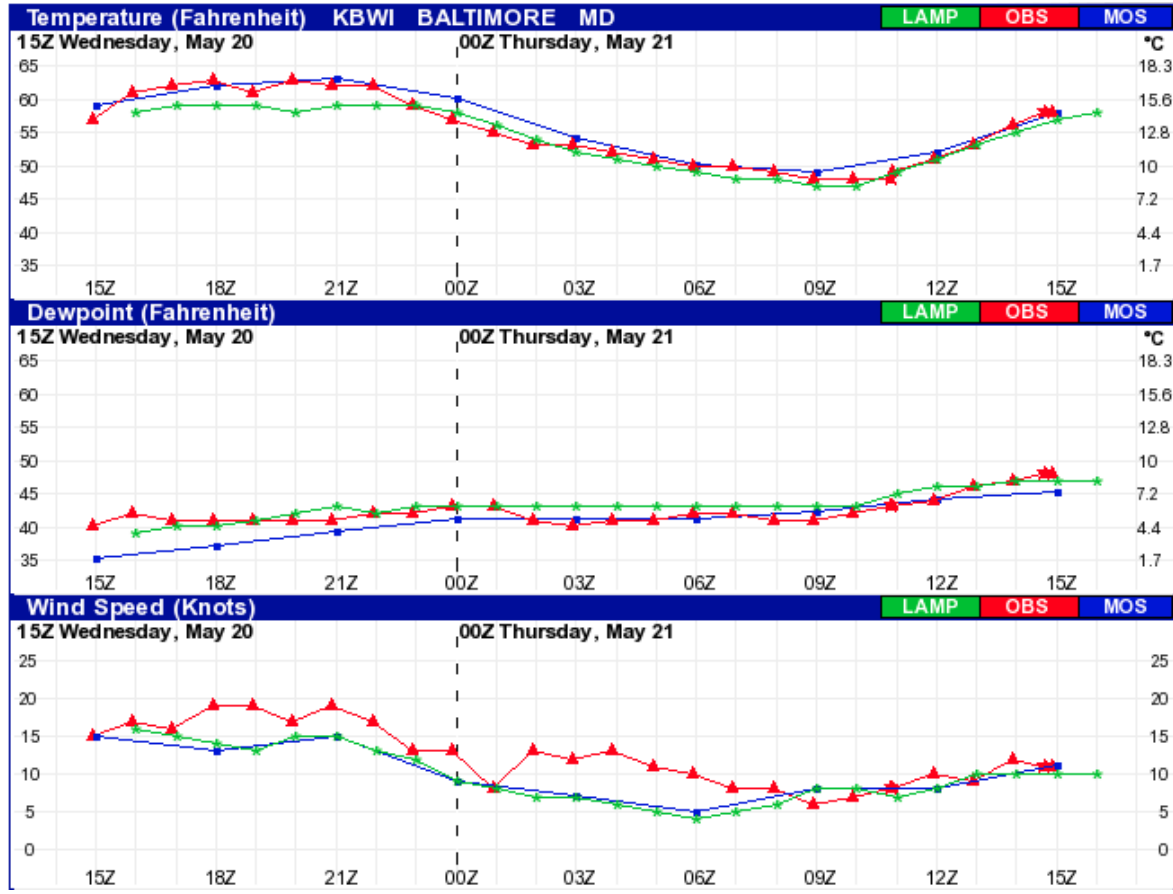 Temperature (Fahrenheit) KBWI BALTIMORE MD LAMP OBS MOS
15Z Wednesday, May 20 00Z Thursday, May 21 °C
65 18.3
60 15.6
55 12.8
50 10
45 7.2
40 4.4
35 1.7
15Z 18Z 21Z 00Z 03Z 06Z 09Z 12Z 15Z
Dewpoint (Fahrenheit) LAMP OBS MOS
15Z Wednesday, May 20 00Z Thursday, May 21 °C
65 18.3
60 15.6
55 12.8
50 10
45 7.2
40 4.4
35 1.7
15Z 18Z 21Z 00Z 03Z 06Z 09Z 12Z 15Z
Wind Speed (Knots) LAMP OBS MOS
15Z Wednesday, May 20 00Z Thursday, May 21
25 25
20 20
15 15
10 10
5 5
0 0
15Z 18Z 21Z 00Z 03Z 06Z 09Z 12Z 15Z